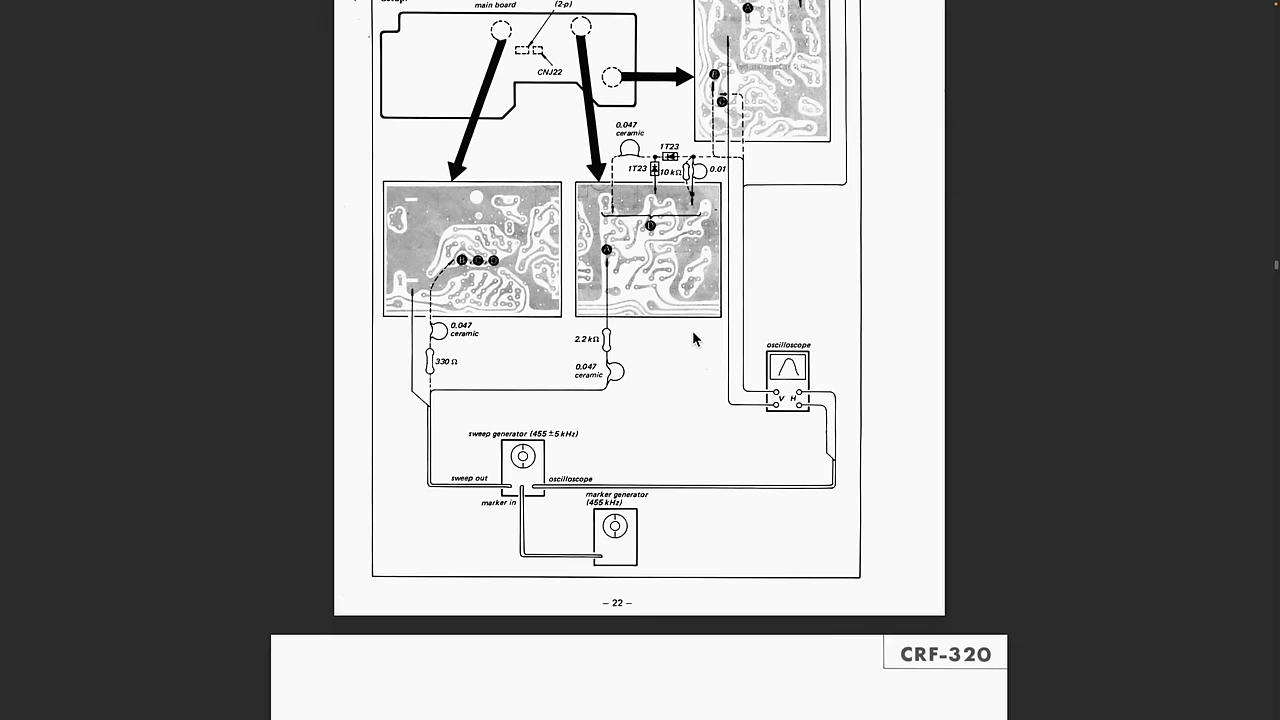 main board
(2-p)
CNJ22
A
0.047
ceramic
1T23
1T23
10 kΩ
0.01
D
A
B C D
0.047
ceramic
330 Ω
2.2 kΩ
0.047
ceramic
oscilloscope
V H
sweep generator (455 ± 5 kHz)
sweep out
oscilloscope
marker in
marker generator
(455 kHz)
– 22 –
CRF-320